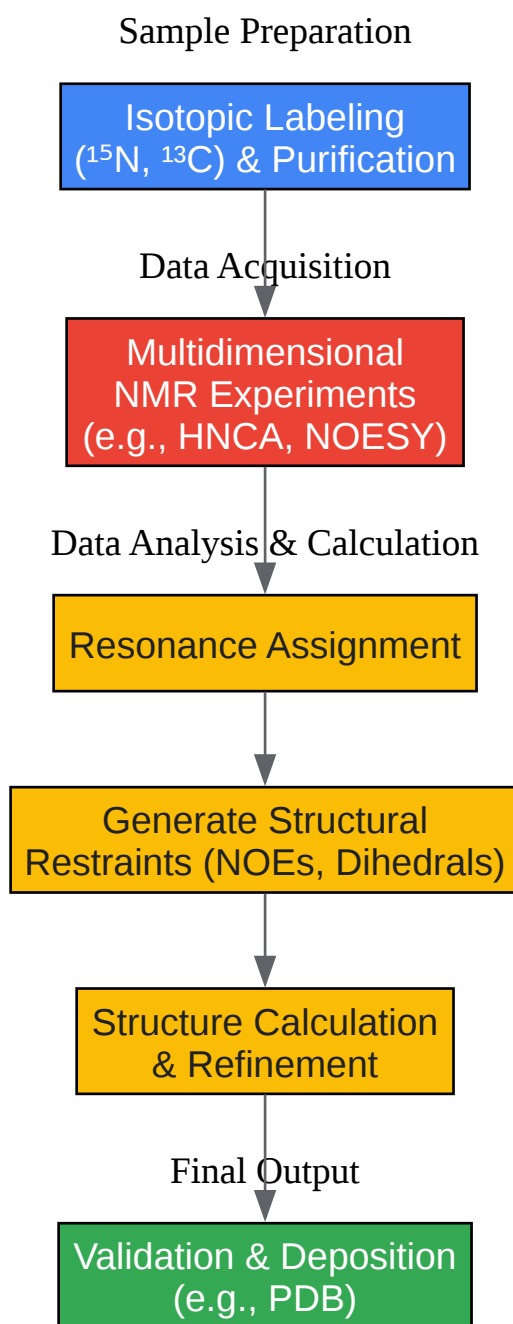 Sample Preparation
Isotopic Labeling
(¹⁵N, ¹³C) & Purification
Data Acquisition
Multidimensional
NMR Experiments
(e.g., HNCA, NOESY)
Data Analysis & Calculation
Resonance Assignment
Generate Structural
Restraints (NOEs, Dihedrals)
Structure Calculation
& Refinement
Final Output
Validation & Deposition
(e.g., PDB)